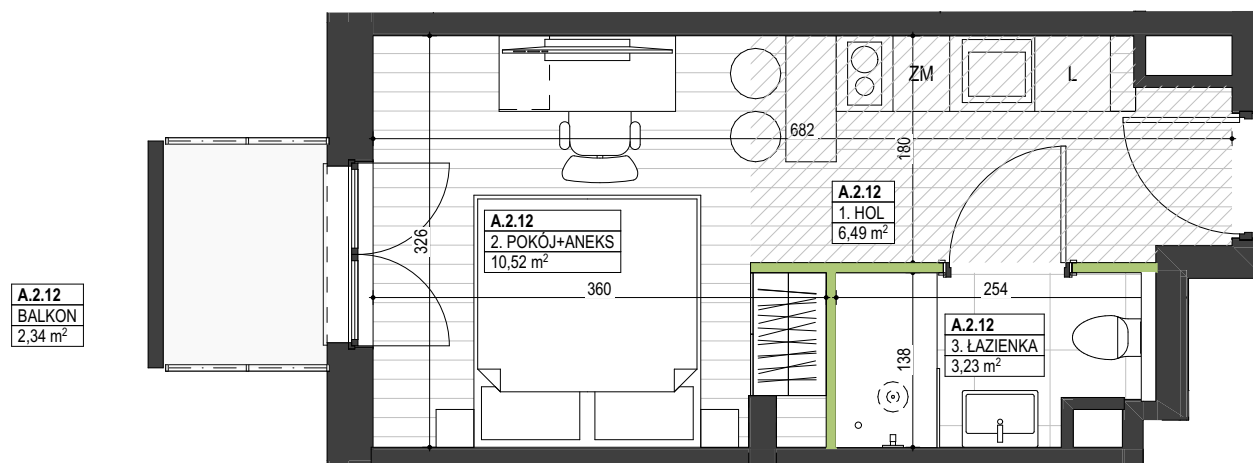 ZM
L
682
180
A.2.12
1. HOL
6,49 m²
326
A.2.12
2. POKÓJ+ANEKS
10,52 m²
360
254
A.2.12
BALKON
2,34 m²
A.2.12
3. ŁAZIENKA
3,23 m²
138